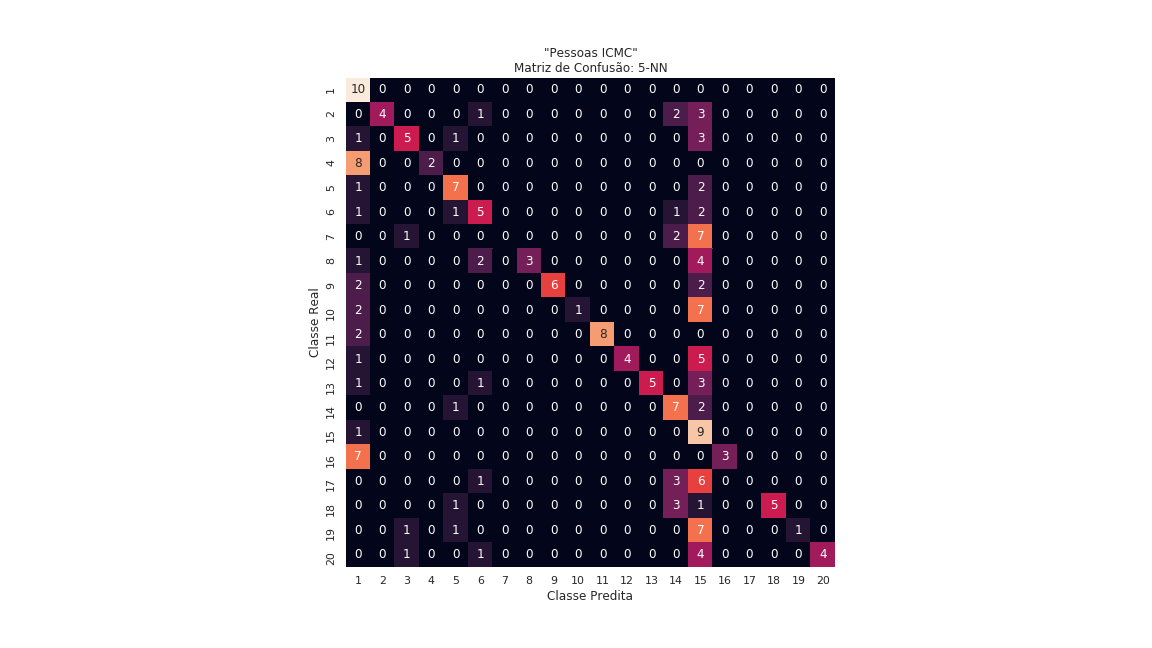 "Pessoas ICMC"
Matriz de Confusão: 5-NN
Classe Real
1 10 0 0 0 0 0 0 0 0 0 0 0 0 0 0 0 0 0 0 0
2 0 4 0 0 0 1 0 0 0 0 0 0 0 2 3 0 0 0 0 0
3 1 0 5 0 1 0 0 0 0 0 0 0 0 0 3 0 0 0 0 0
4 8 0 0 2 0 0 0 0 0 0 0 0 0 0 0 0 0 0 0 0
5 1 0 0 0 7 0 0 0 0 0 0 0 0 0 2 0 0 0 0 0
6 1 0 0 0 1 5 0 0 0 0 0 0 0 1 2 0 0 0 0 0
7 0 0 1 0 0 0 0 0 0 0 0 0 0 2 7 0 0 0 0 0
8 1 0 0 0 0 2 0 3 0 0 0 0 0 0 4 0 0 0 0 0
9 2 0 0 0 0 0 0 0 6 0 0 0 0 0 2 0 0 0 0 0
10 2 0 0 0 0 0 0 0 0 1 0 0 0 0 7 0 0 0 0 0
11 2 0 0 0 0 0 0 0 0 0 8 0 0 0 0 0 0 0 0 0
12 1 0 0 0 0 0 0 0 0 0 0 4 0 0 5 0 0 0 0 0
13 1 0 0 0 0 1 0 0 0 0 0 0 5 0 3 0 0 0 0 0
14 0 0 0 0 1 0 0 0 0 0 0 0 0 7 2 0 0 0 0 0
15 1 0 0 0 0 0 0 0 0 0 0 0 0 0 9 0 0 0 0 0
16 7 0 0 0 0 0 0 0 0 0 0 0 0 0 0 3 0 0 0 0
17 0 0 0 0 0 1 0 0 0 0 0 0 0 3 6 0 0 0 0 0
18 0 0 0 0 1 0 0 0 0 0 0 0 0 3 1 0 0 5 0 0
19 0 0 1 0 1 0 0 0 0 0 0 0 0 0 7 0 0 0 1 0
20 0 0 1 0 0 1 0 0 0 0 0 0 0 0 4 0 0 0 0 4
1 2 3 4 5 6 7 8 9 10 11 12 13 14 15 16 17 18 19 20
Classe Predita